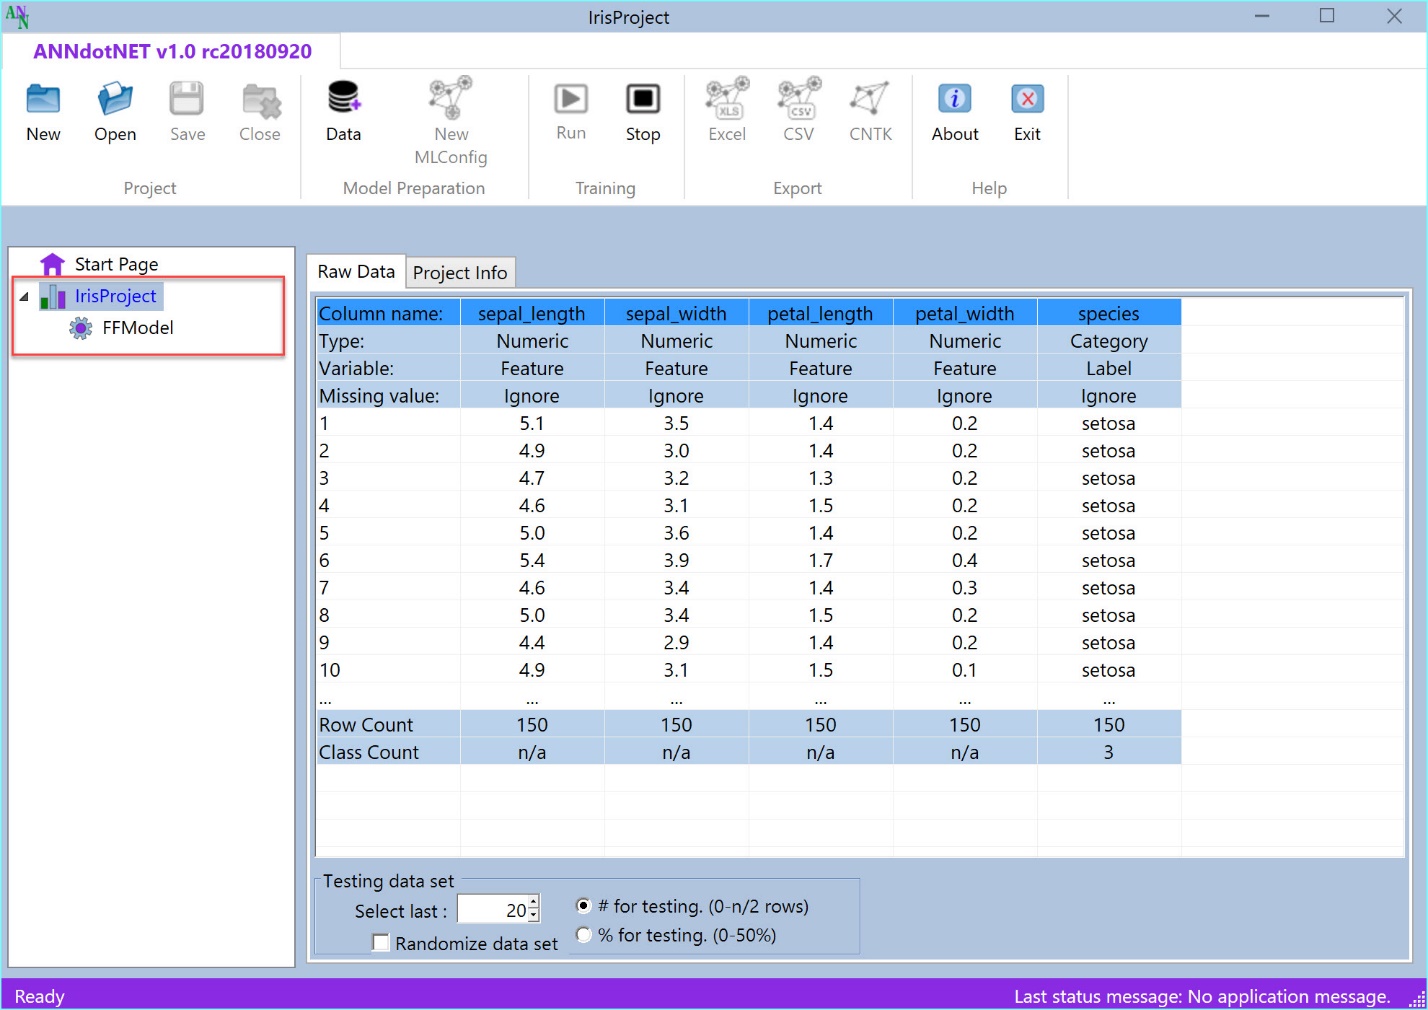 ANN
IrisProject
ANNdotNET v1.0 rc20180920
New Open Save Close Data New MLConfig Run Stop Excel CSV CNTK About Exit
XLS CSV
Project Model Preparation Training Export Help
Start Page
IrisProject
FFModel
Raw Data Project Info
Column name: sepal_length sepal_width petal_length petal_width species
Type: Numeric Numeric Numeric Numeric Category
Variable: Feature Feature Feature Feature Label
Missing value: Ignore Ignore Ignore Ignore Ignore
1 5.1 3.5 1.4 0.2 setosa
2 4.9 3.0 1.4 0.2 setosa
3 4.7 3.2 1.3 0.2 setosa
4 4.6 3.1 1.5 0.2 setosa
5 5.0 3.6 1.4 0.2 setosa
6 5.4 3.9 1.7 0.4 setosa
7 4.6 3.4 1.4 0.3 setosa
8 5.0 3.4 1.5 0.2 setosa
9 4.4 2.9 1.4 0.2 setosa
10 4.9 3.1 1.5 0.1 setosa
... ... ... ... ... ...
Row Count 150 150 150 150 150
Class Count n/a n/a n/a n/a 3
Testing data set
Select last : 20
# for testing. (0-n/2 rows)
% for testing. (0-50%)
Randomize data set
Ready
Last status message: No application message.